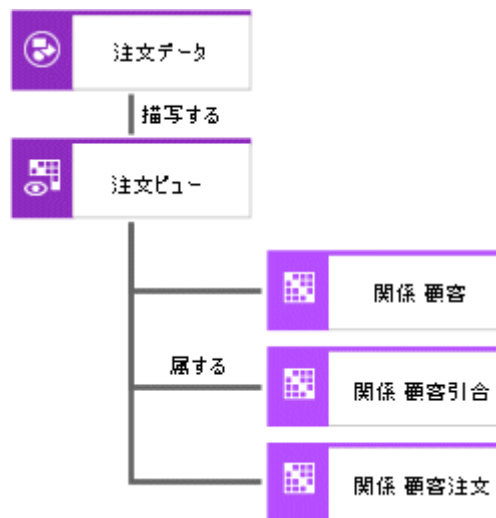 注文データ
描写する
注文ビュー
関係 顧客
属する
関係 顧客引合
関係 顧客注文